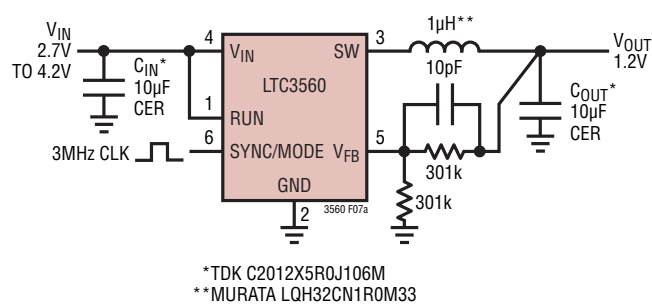 VIN
2.7V
TO 4.2V
CIN*
10µF
CER
4
VIN
SW
3
1µH**
VOUT
1.2V
LTC3560
10pF
COUT*
10µF
CER
1
RUN
3MHz CLK
6
SYNC/MODE
VFB
5
301k
GND
301k
2
3560 F07a
*TDK C2012X5R0J106M
**MURATA LQH32CN1R0M33